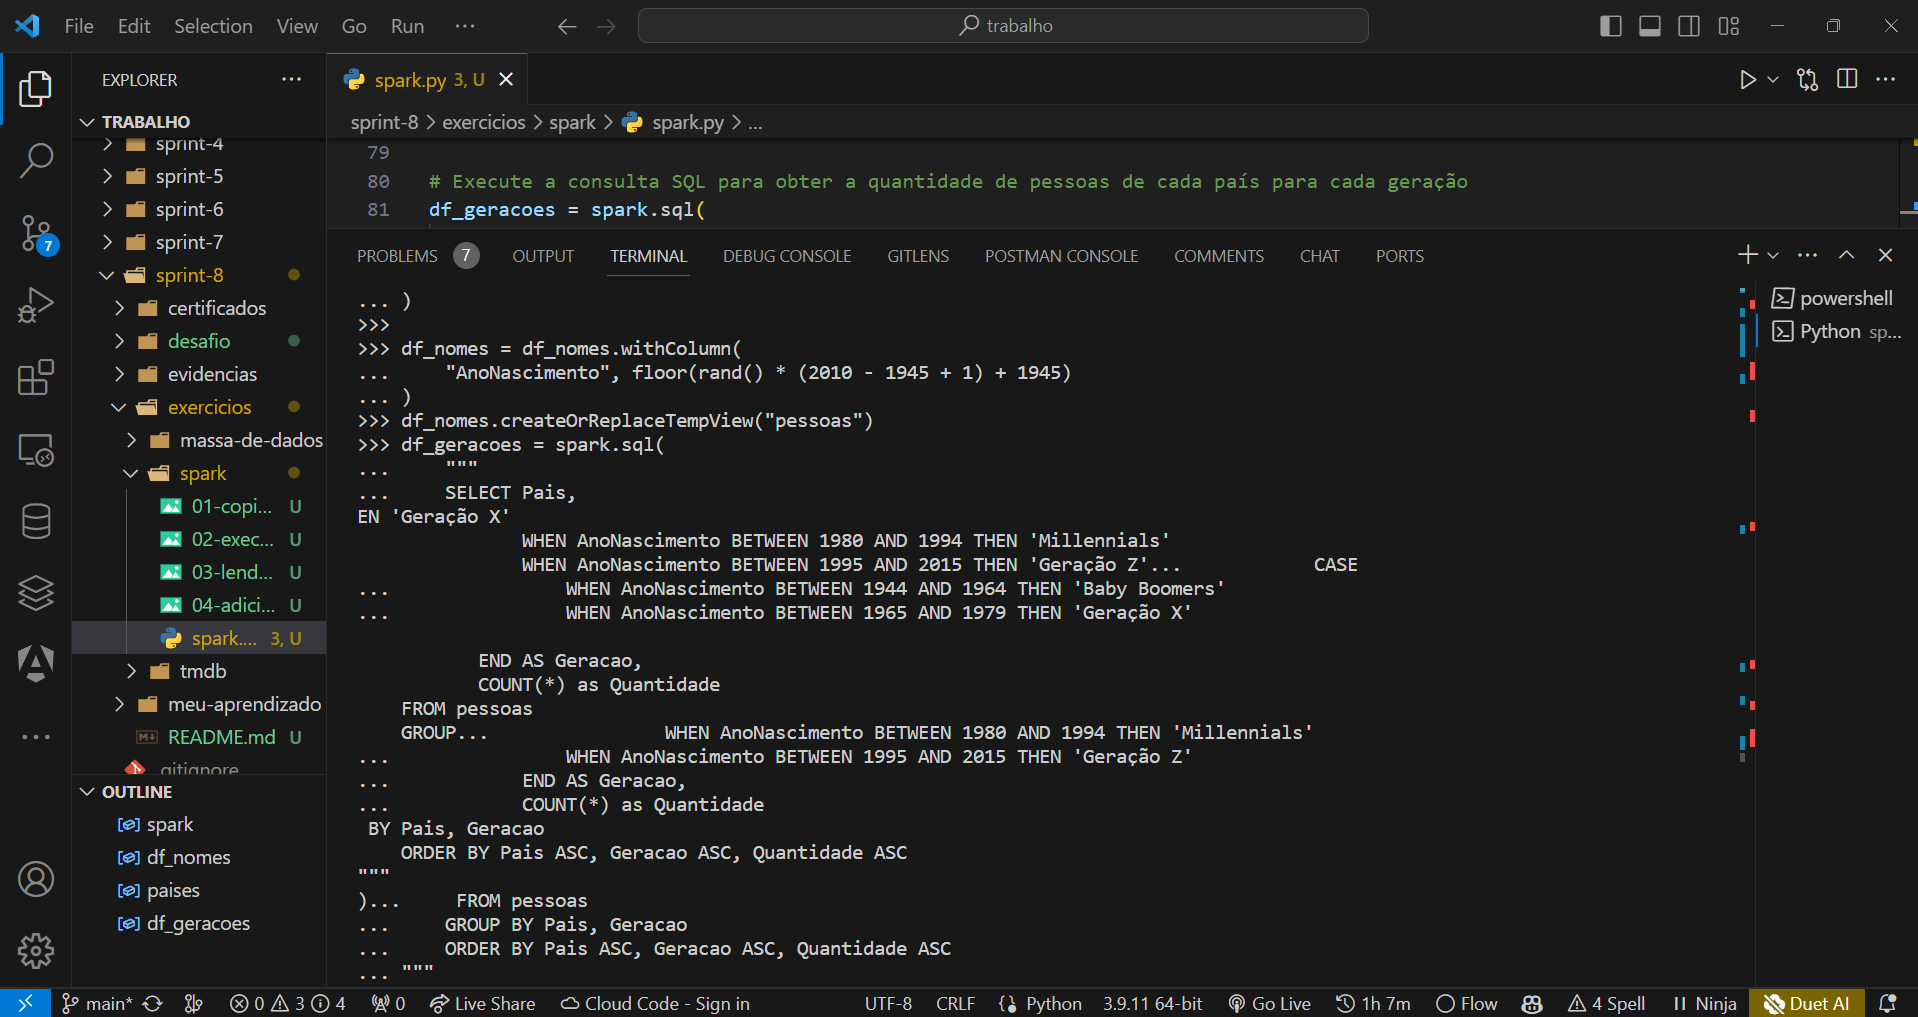 File Edit Selection View Go Run ··· trabalho
EXPLORER ···
TRABALHO
sprint-4
sprint-5
sprint-6
sprint-7
sprint-8
certificados
desafio
evidencias
exercicios
massa-de-dados
spark
01-copi... U
02-exec... U
03-lend... U
04-adici... U
spark.... 3, U
tmdb
meu-aprendizado
README.md U
.gitignore
OUTLINE
spark
df_nomes
paises
df_geracoes
spark.py 3, U
sprint-8 > exercicios > spark > spark.py > ...
79
80 # Execute a consulta SQL para obter a quantidade de pessoas de cada país para cada geração
81 df_geracoes = spark.sql(
PROBLEMS 7 OUTPUT TERMINAL DEBUG CONSOLE GITLENS POSTMAN CONSOLE COMMENTS CHAT PORTS
... )
>>>
>>> df_nomes = df_nomes.withColumn(
...     "AnoNascimento", floor(rand() * (2010 - 1945 + 1) + 1945)
... )
>>> df_nomes.createOrReplaceTempView("pessoas")
>>> df_geracoes = spark.sql(
...     """
...     SELECT Pais,
EN 'Geração X'
WHEN AnoNascimento BETWEEN 1980 AND 1994 THEN 'Millennials'
WHEN AnoNascimento BETWEEN 1995 AND 2015 THEN 'Geração Z'...            CASE
...                WHEN AnoNascimento BETWEEN 1944 AND 1964 THEN 'Baby Boomers'
...                WHEN AnoNascimento BETWEEN 1965 AND 1979 THEN 'Geração X'
END AS Geracao,
COUNT(*) as Quantidade
FROM pessoas
GROUP...                WHEN AnoNascimento BETWEEN 1980 AND 1994 THEN 'Millennials'
...                WHEN AnoNascimento BETWEEN 1995 AND 2015 THEN 'Geração Z'
...            END AS Geracao,
...            COUNT(*) as Quantidade
BY Pais, Geracao
ORDER BY Pais ASC, Geracao ASC, Quantidade ASC
"""
)...     FROM pessoas
...     GROUP BY Pais, Geracao
...     ORDER BY Pais ASC, Geracao ASC, Quantidade ASC
... """
powershell
Python sp...
main* 0 3 4 0 Live Share Cloud Code - Sign in UTF-8 CRLF Python 3.9.11 64-bit Go Live 1h 7m Flow 4 Spell Ninja Duet AI
7